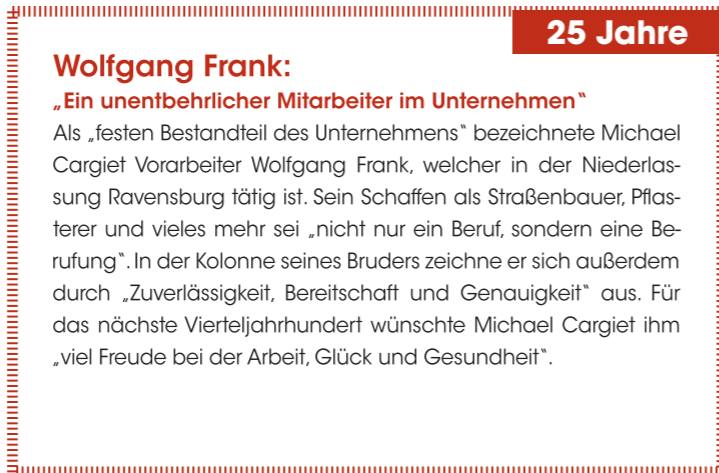 25 Jahre
Wolfgang Frank:
„Ein unentbehrlicher Mitarbeiter im Unternehmen“
Als „festen Bestandteil des Unternehmens“ bezeichnete Michael
Cargiet Vorarbeiter Wolfgang Frank, welcher in der Niederlas-
sung Ravensburg tätig ist. Sein Schaffen als Straßenbauer, Pflas-
terer und vieles mehr sei „nicht nur ein Beruf, sondern eine Be-
rufung“. In der Kolonne seines Bruders zeichne er sich außerdem
durch „Zuverlässigkeit, Bereitschaft und Genauigkeit“ aus. Für
das nächste Vierteljahrhundert wünschte Michael Cargiet ihm
„viel Freude bei der Arbeit, Glück und Gesundheit“.